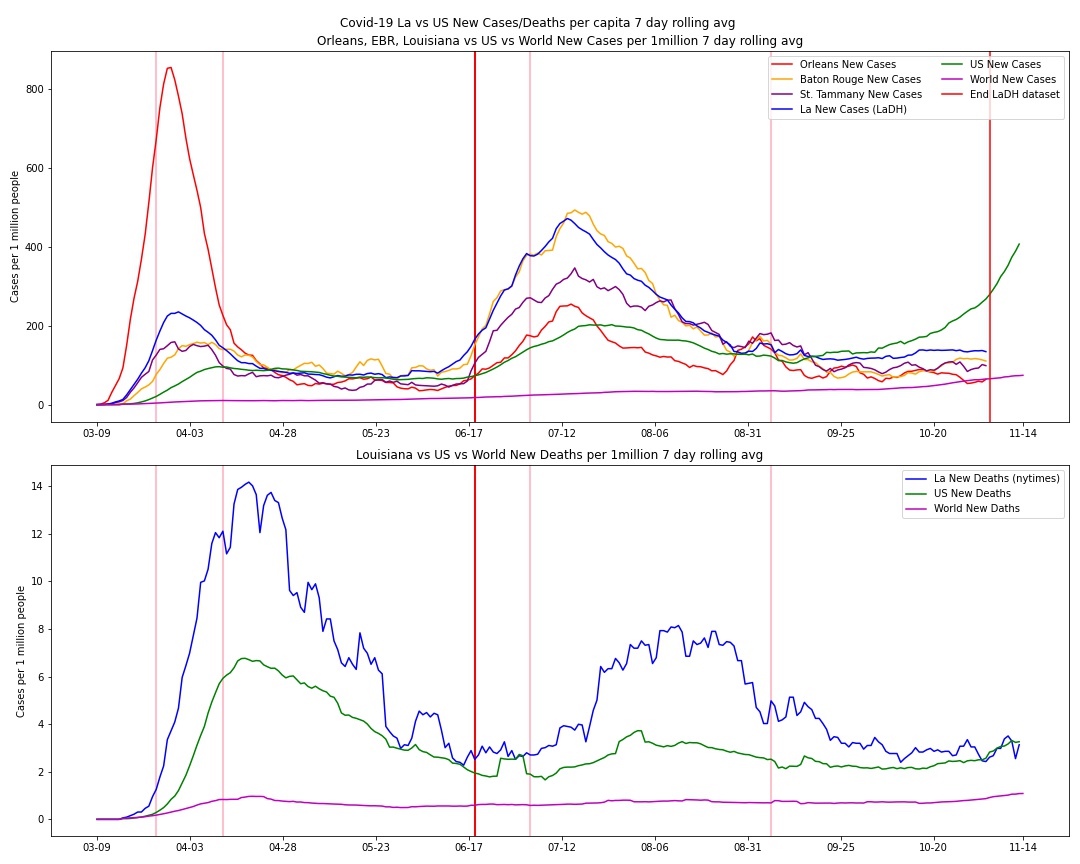 Covid-19 La vs US New Cases/Deaths per capita 7 day rolling avg
Orleans, EBR, Louisiana vs US vs World New Cases per 1million 7 day rolling avg
Cases per 1 million people
800
600
400
200
0
Orleans New Cases
Baton Rouge New Cases
St. Tammany New Cases
La New Cases (LaDH)
US New Cases
World New Cases
End LaDH dataset
03-09 04-03 04-28 05-23 06-17 07-12 08-06 08-31 09-25 10-20 11-14
Louisiana vs US vs World New Deaths per 1million 7 day rolling avg
Cases per 1 million people
14
12
10
8
6
4
2
0
La New Deaths (nytimes)
US New Deaths
World New Daths
03-09 04-03 04-28 05-23 06-17 07-12 08-06 08-31 09-25 10-20 11-14